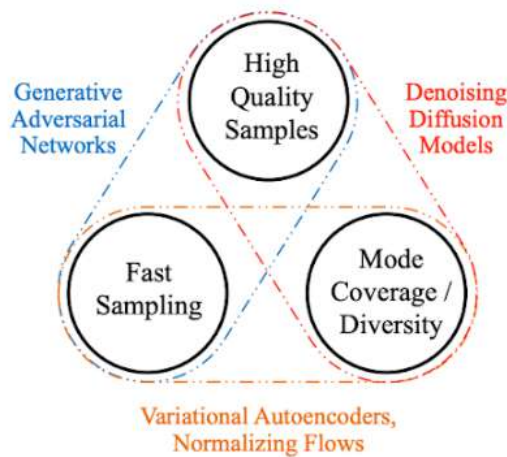 High
Quality
Samples
Generative
Adversarial
Networks
Denoising
Diffusion
Models
Fast
Sampling
Mode
Coverage /
Diversity
Variational Autoencoders,
Normalizing Flows